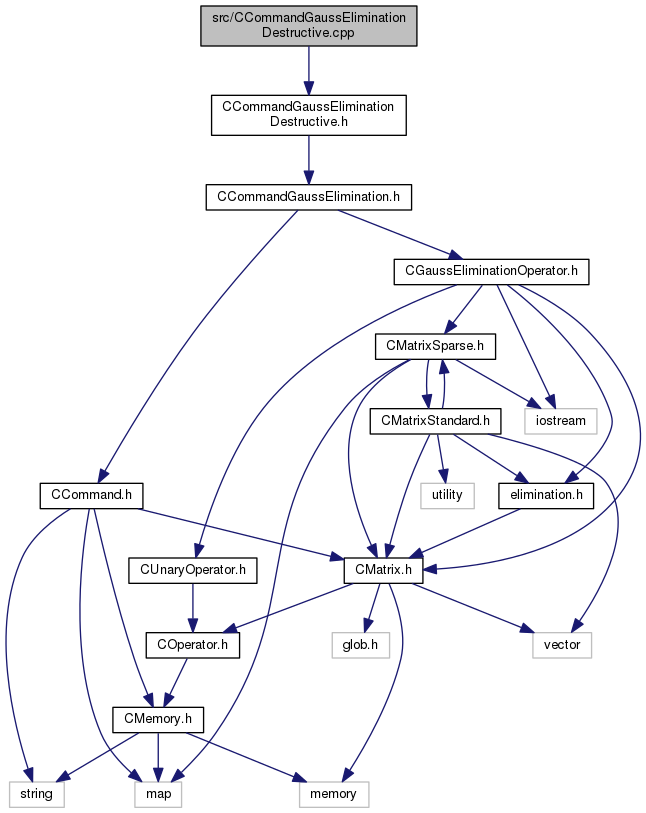 src/CCommandGaussElimination
Destructive.cpp
CCommandGaussElimination
Destructive.h
CCommandGaussElimination.h
CGaussEliminationOperator.h
CMatrixSparse.h
CMatrixStandard.h
iostream
CCommand.h
utility
elimination.h
CUnaryOperator.h
CMatrix.h
COperator.h
glob.h
vector
CMemory.h
string
map
memory